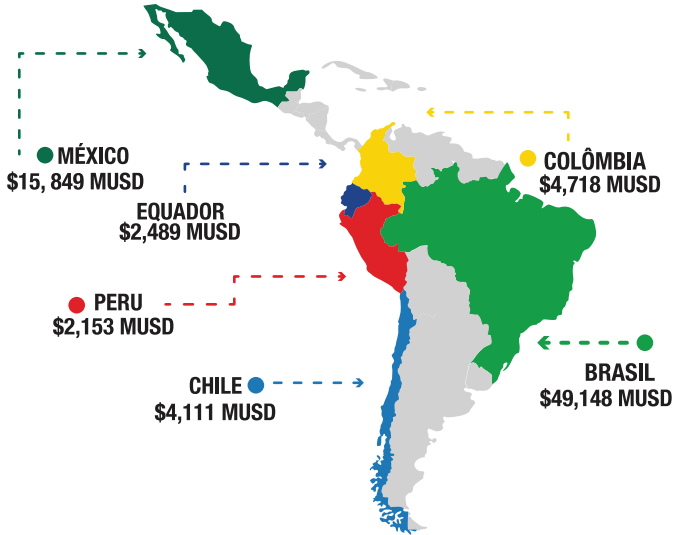 MÉXICO
$15, 849 MUSD
COLÔMBIA
$4,718 MUSD
EQUADOR
$2,489 MUSD
PERU
$2,153 MUSD
BRASIL
$49,148 MUSD
CHILE
$4,111 MUSD